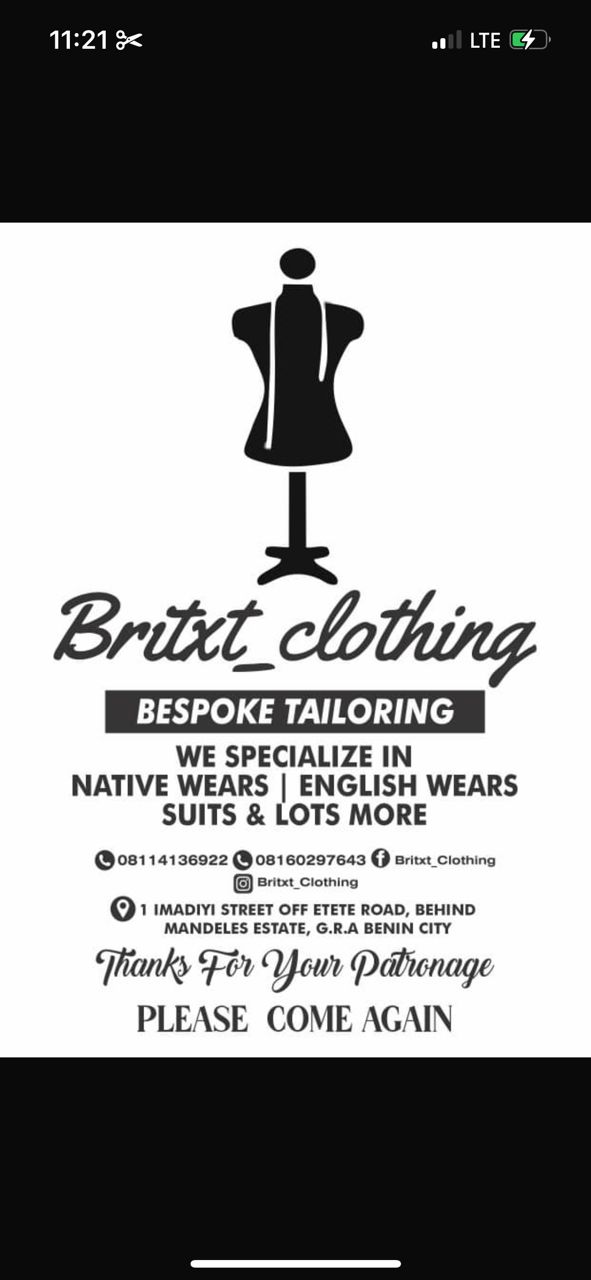 11:21 LTE
Britxt_clothing
BESPOKE TAILORING
WE SPECIALIZE IN
NATIVE WEARS | ENGLISH WEARS
SUITS & LOTS MORE
08114136922 08160297643 Britxt_Clothing
Britxt_Clothing
1 IMADIYI STREET OFF ETETE ROAD, BEHIND
MANDELES ESTATE, G.R.A BENIN CITY
Thanks For Your Patronage
PLEASE COME AGAIN